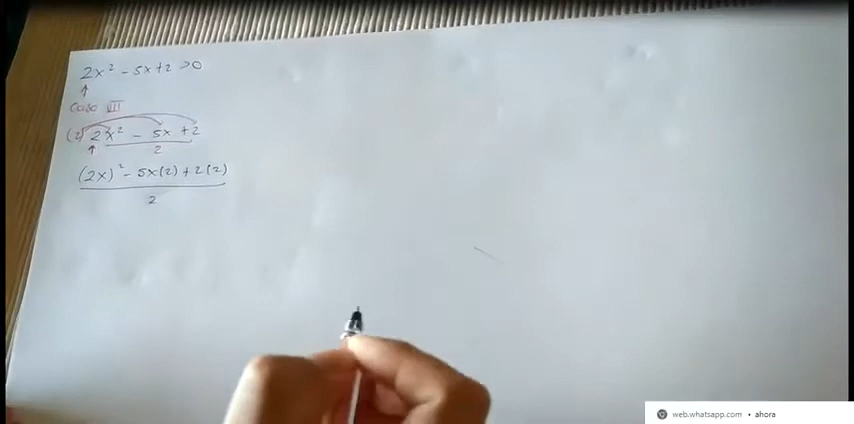 2x² - 5x + 2 > 0
↑
Caso VII
(2) 2x² - 5x + 2
↑ 2
(2x)² - 5x(2) + 2(2)
2
web.whatsapp.com • ahora